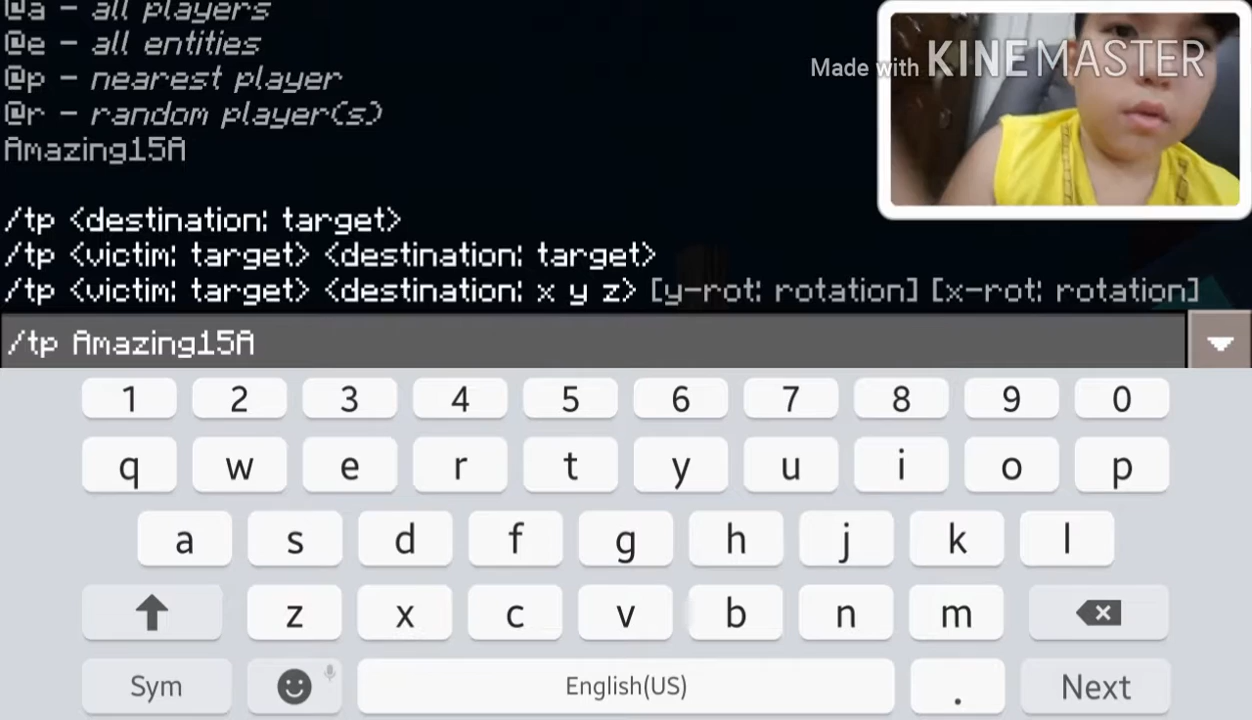 @a - all players
@e - all entities
@p - nearest player
@r - random player(s)
Amazing15A
Made with KINEMASTER
/tp <destination: target>
/tp <victim: target> <destination: target>
/tp <victim: target> <destination: x y z> [y-rot: rotation] [x-rot: rotation]
/tp Amazing15A
1 2 3 4 5 6 7 8 9 0
q w e r t y u i o p
a s d f g h j k l
z x c v b n m
Sym English(US) . Next